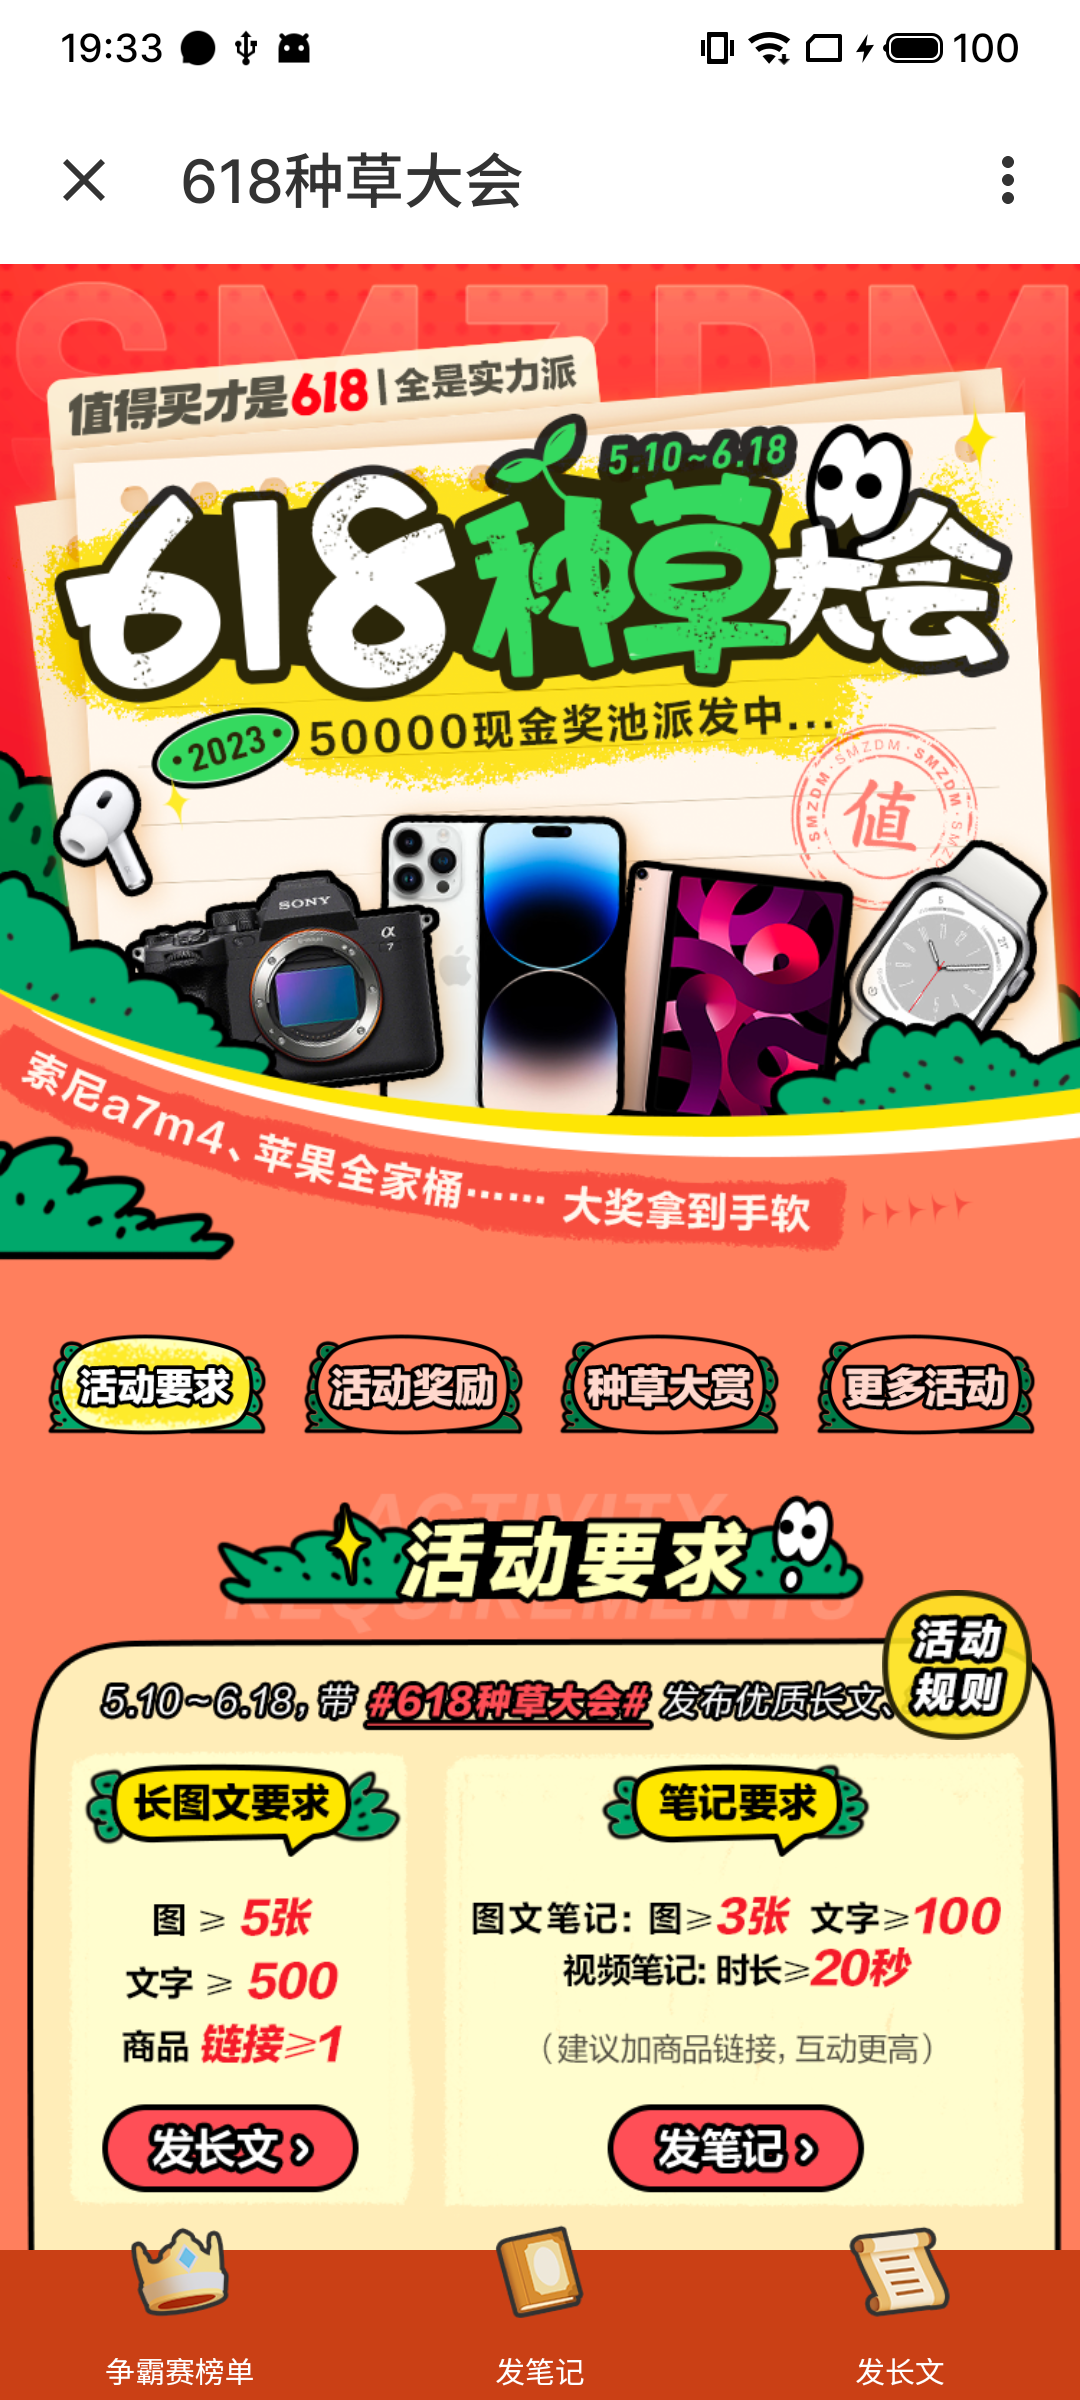 19:33
100
618种草大会
SMZDM
值得买才是618 | 全是实力派
5.10~6.18
618种草大会
·2023·
50000现金奖池派发中...
SMZDM·SMZDM·SMZDM·SMZDM
值
SONY
α
7
索尼a7m4、苹果全家桶…… 大奖拿到手软
活动要求
活动奖励
种草大赏
更多活动
ACTIVITY
活动要求
REQUIREMENTS
活动
规则
5.10~6.18, 带 #618种草大会# 发布优质长文、
长图文要求
图 ≥ 5张
文字 ≥ 500
商品 链接≥1
发长文 ›
笔记要求
图文笔记: 图≥3张 文字≥100
视频笔记: 时长≥20秒
(建议加商品链接, 互动更高)
发笔记 ›
争霸赛榜单
发笔记
发长文